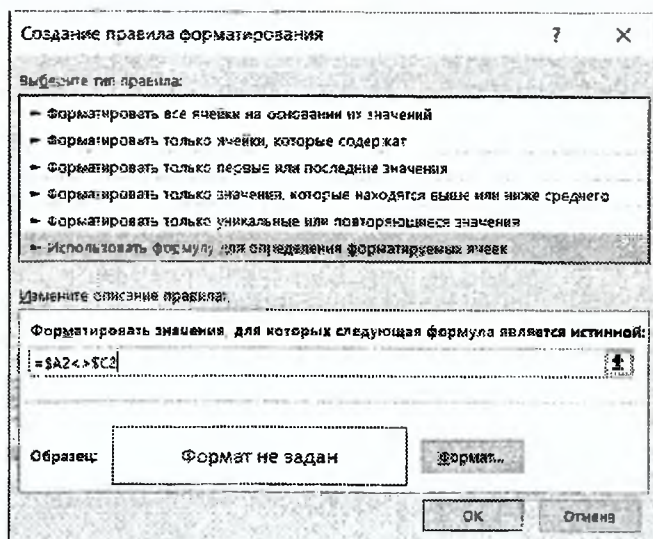 Создание правила форматирования ? ×
Выберите тип правила:
► Форматировать все ячейки на основании их значений
► Форматировать только ячейки, которые содержат
► Форматировать только первые или последние значения
► Форматировать только значения, которые находятся выше или ниже среднего
► Форматировать только уникальные или повторяющиеся значения
► Использовать формулу для определения форматируемых ячеек
Измените описание правила:
Форматировать значения, для которых следующая формула является истинной:
=$A2<>$C2
Образец: Формат не задан Формат...
ОК Отмена